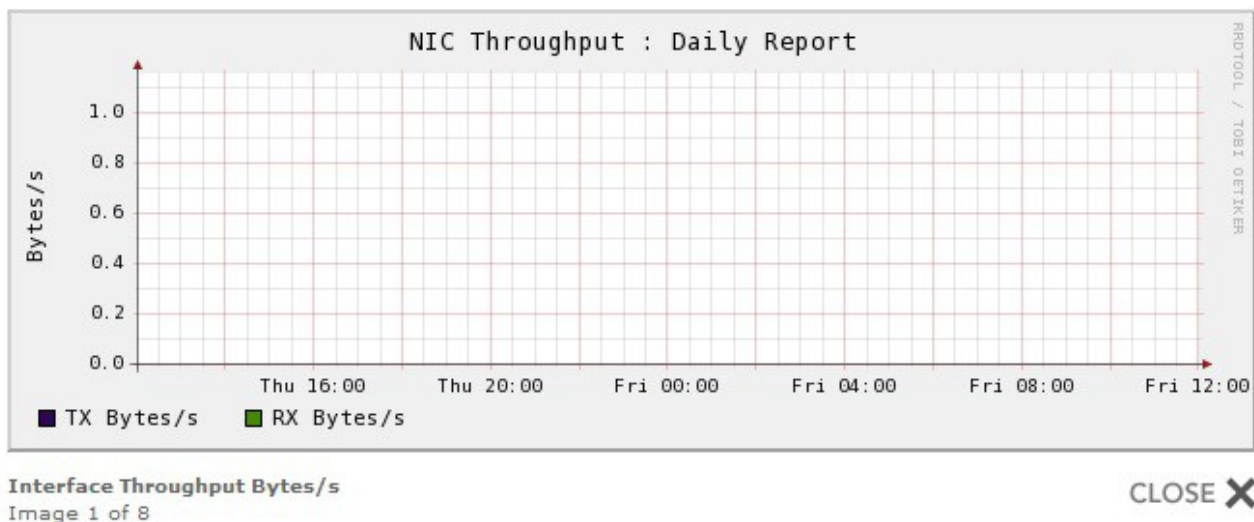 NIC Throughput : Daily Report
RRDTOOL / TOBI OETIKER
Bytes/s
1.0
0.8
0.6
0.4
0.2
0.0
Thu 16:00 Thu 20:00 Fri 00:00 Fri 04:00 Fri 08:00 Fri 12:00
TX Bytes/s RX Bytes/s
Interface Throughput Bytes/s
CLOSE X
Image 1 of 8